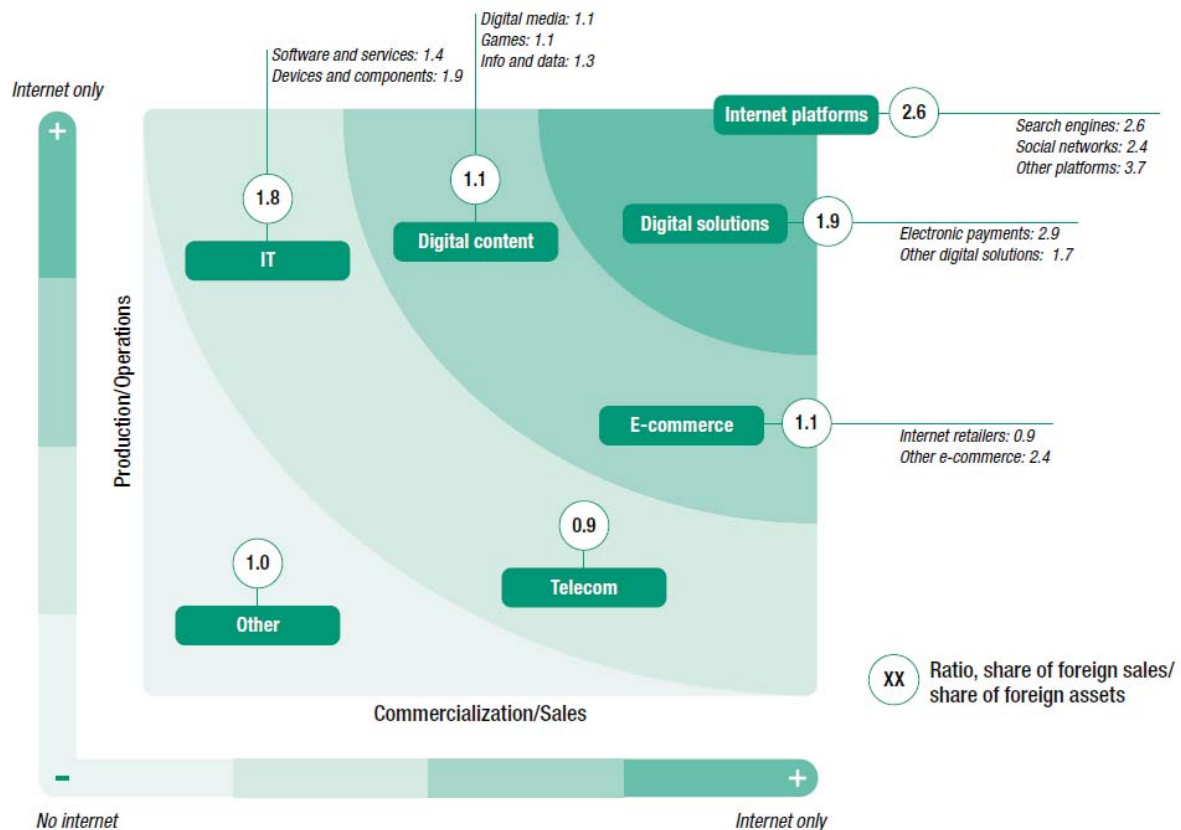 Digital media: 1.1
Games: 1.1
Info and data: 1.3
Software and services: 1.4
Devices and components: 1.9
Internet only
+
Internet platforms
2.6
Search engines: 2.6
Social networks: 2.4
Other platforms: 3.7
1.8
IT
1.1
Digital content
Digital solutions
1.9
Electronic payments: 2.9
Other digital solutions: 1.7
Production/Operations
E-commerce
1.1
Internet retailers: 0.9
Other e-commerce: 2.4
0.9
Telecom
1.0
Other
XX
Ratio, share of foreign sales/
share of foreign assets
Commercialization/Sales
-
+
No internet
Internet only